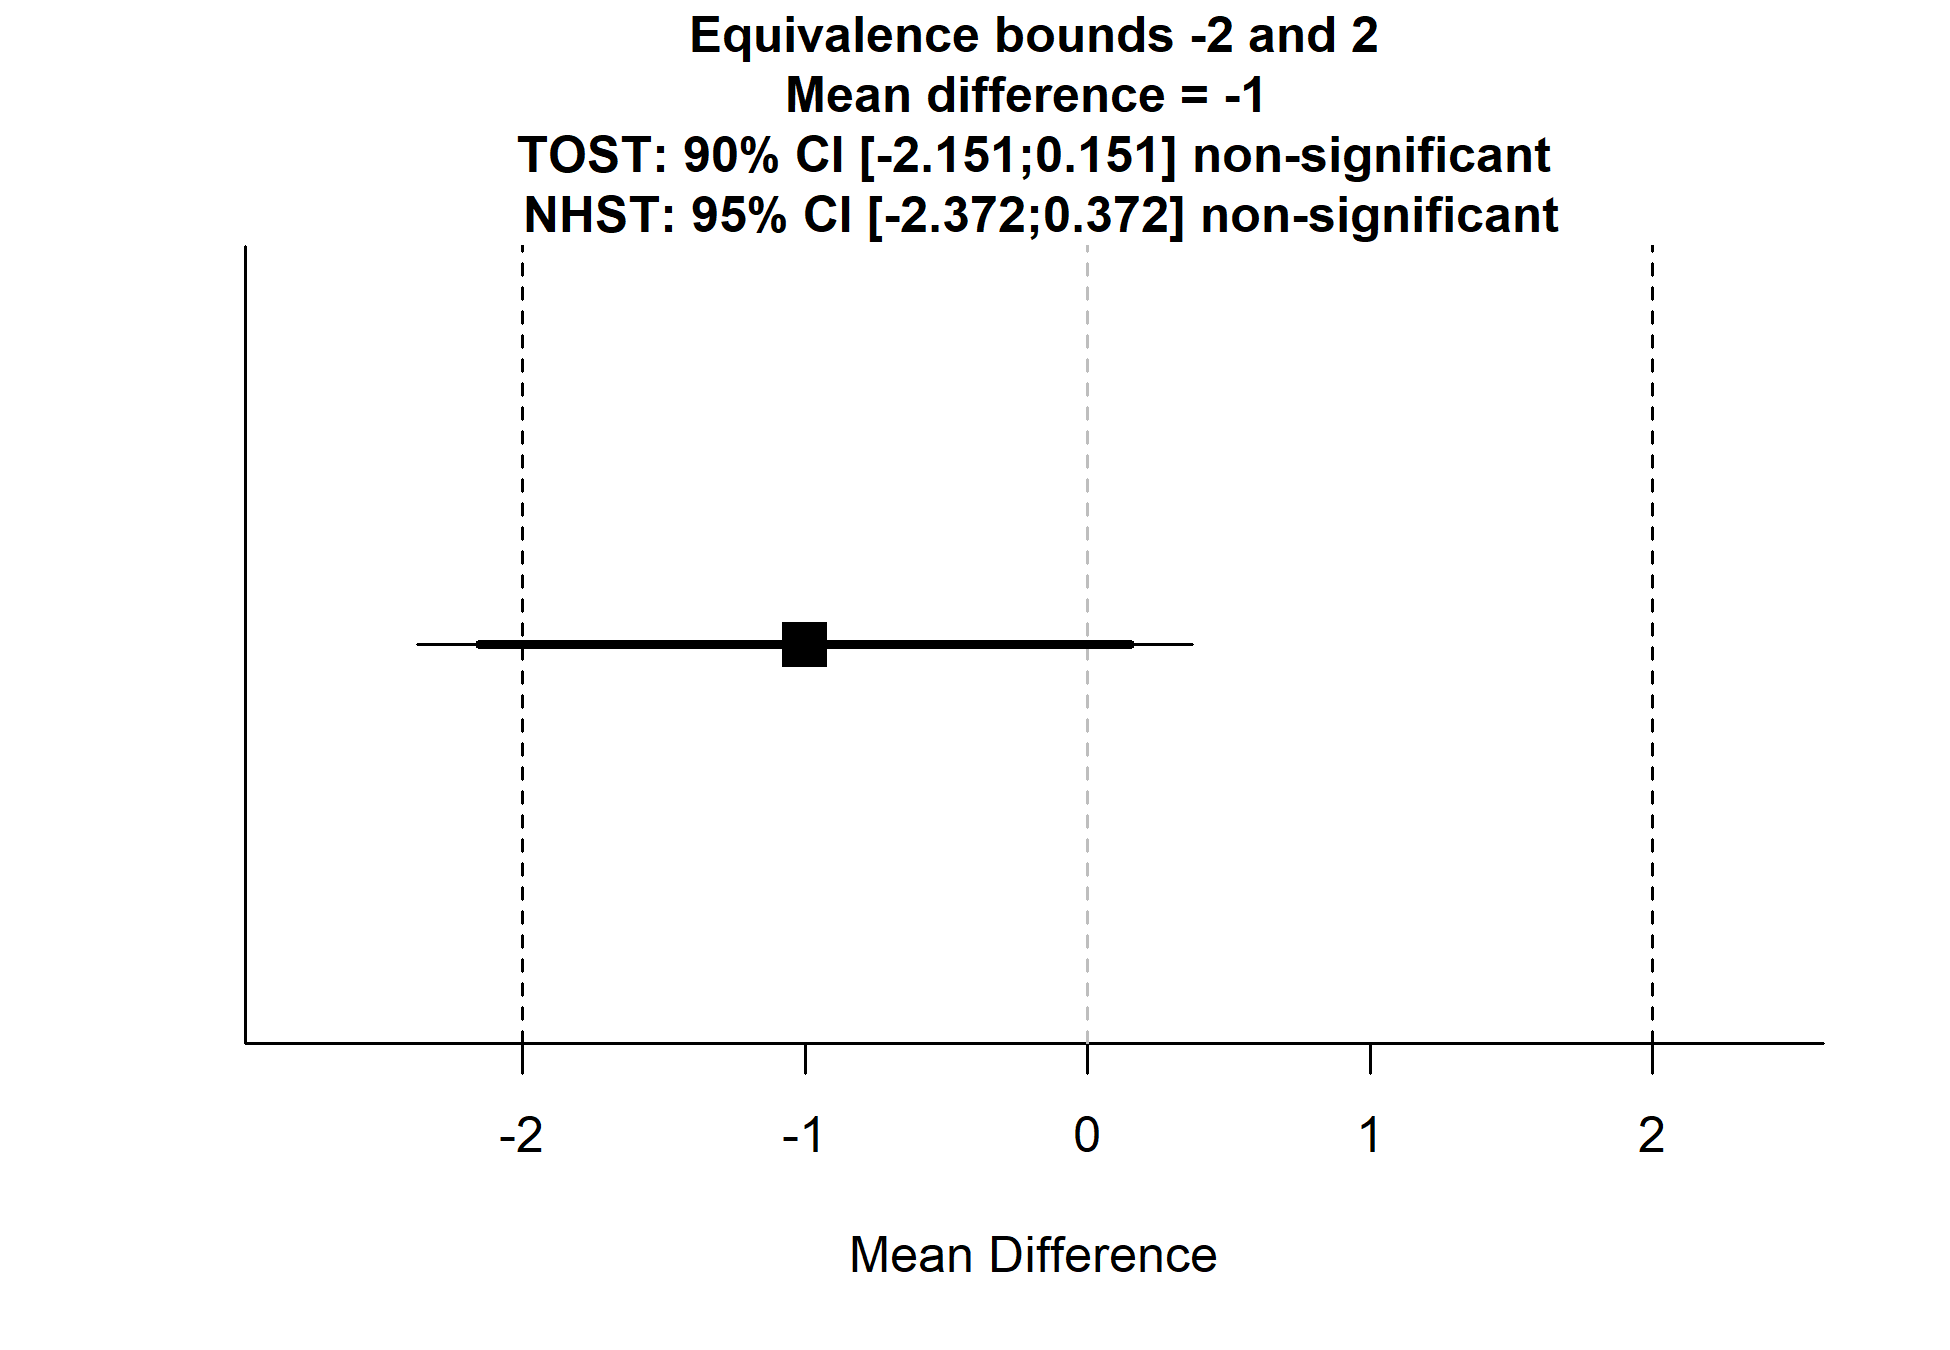 Equivalence bounds -2 and 2
Mean difference = -1
TOST: 90% CI [-2.151;0.151] non-significant
NHST: 95% CI [-2.372;0.372] non-significant
-2 -1 0 1 2
Mean Difference